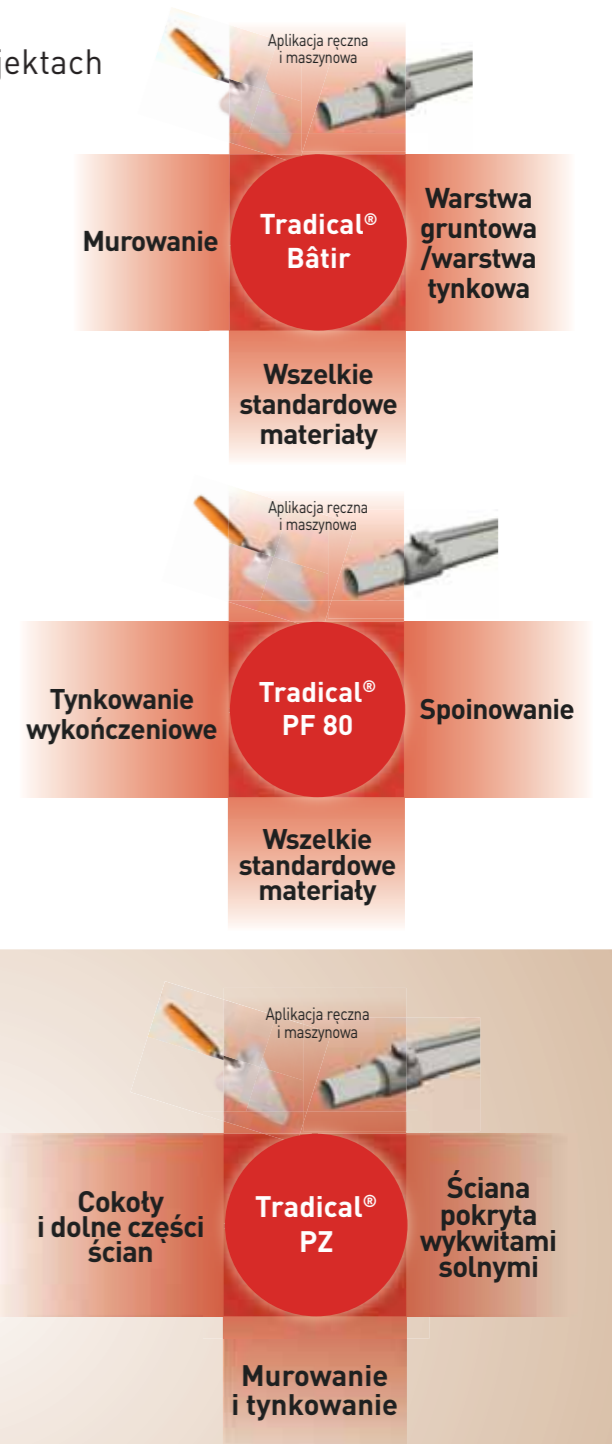 jektach
Aplikacja ręczna
i maszynowa
Murowanie
Tradical®
Bâtir
Warstwa
gruntowa
/warstwa
tynkowa
Wszelkie
standardowe
materiały
Aplikacja ręczna
i maszynowa
Tynkowanie
wykończeniowe
Tradical®
PF 80
Spoinowanie
Wszelkie
standardowe
materiały
Aplikacja ręczna
i maszynowa
Cokoły
i dolne części
ścian
Tradical®
PZ
Ściana
pokryta
wykwitami
solnymi
Murowanie
i tynkowanie